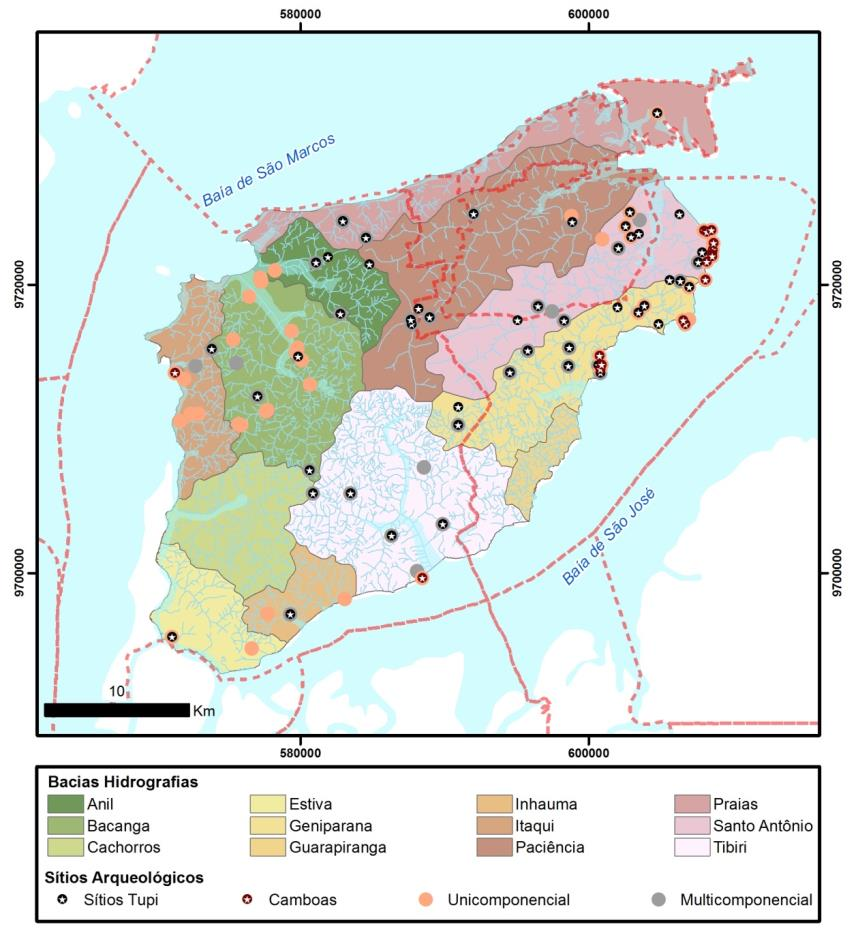 580000 600000
Baía de São Marcos
9720000 9720000
Baía de São José
9700000 9700000
10
Km
580000 600000
Bacias Hidrografias
Anil Estiva Inhauma Praias
Bacanga Geniparana Itaqui Santo Antônio
Cachorros Guarapiranga Paciência Tibiri
Sítios Arqueológicos
Sítios Tupi Camboas Unicomponencial Multicomponencial